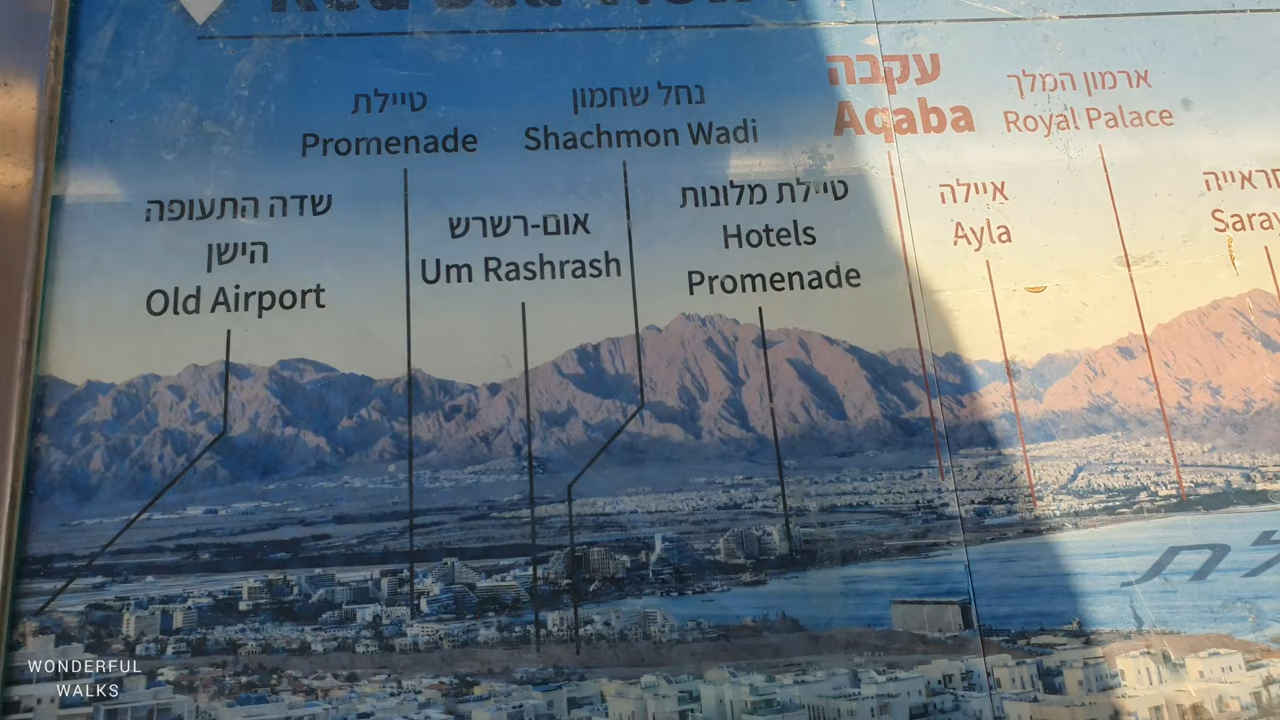 טיילת
Promenade
נחל שחמון
Shachmon Wadi
עקבה
Aqaba
ארמון המלך
Royal Palace
שדה התעופה
הישן
Old Airport
אום-רשרש
Um Rashrash
טיילת מלונות
Hotels
Promenade
איילה
Ayla
WONDERFUL
WALKS